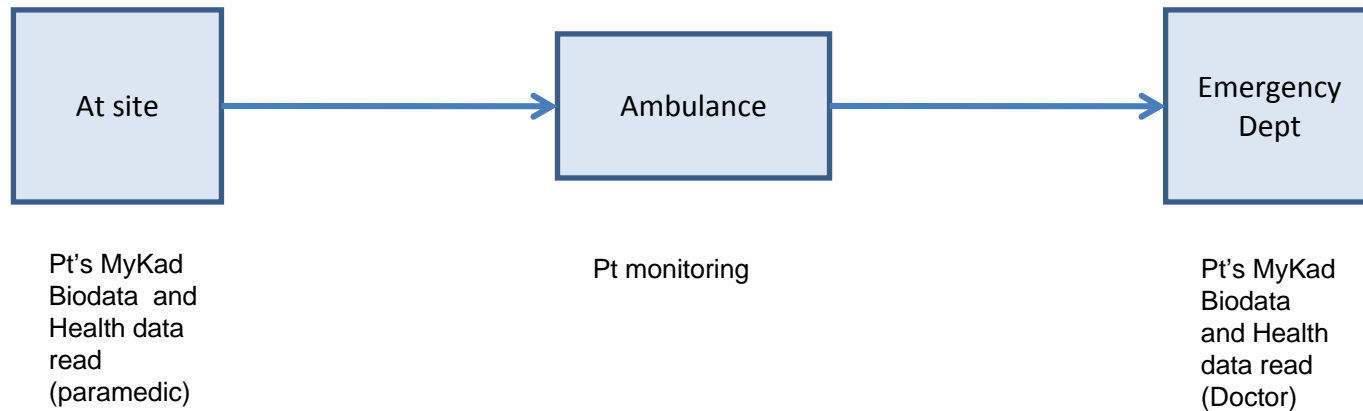 At site
Ambulance
Emergency
Dept
Pt’s MyKad
Biodata and
Health data
read
(paramedic)
Pt monitoring
Pt’s MyKad
Biodata
and Health
data read
(Doctor)